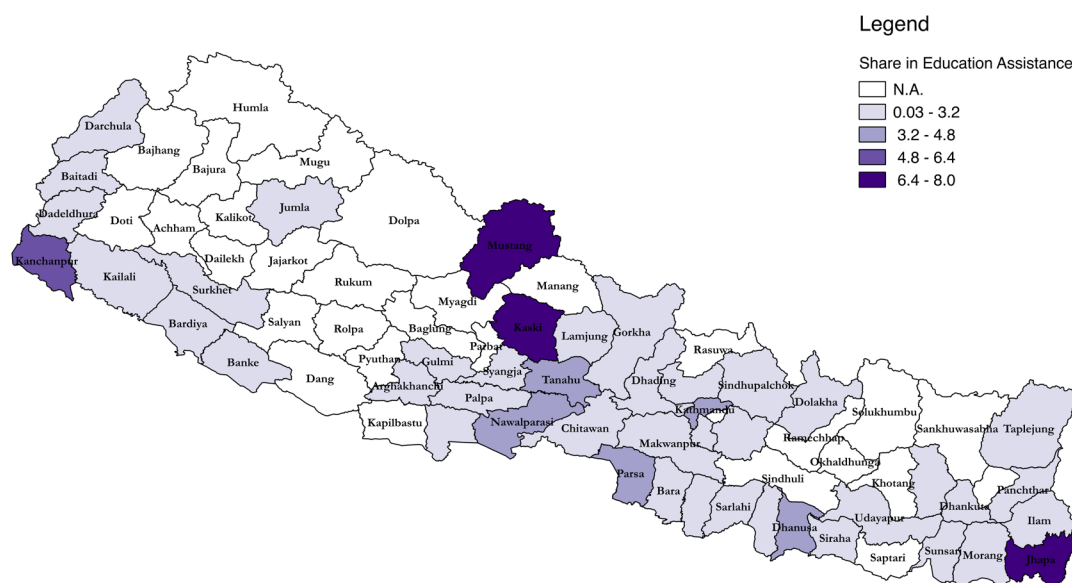 Legend
Share in Education Assistance
N.A.
0.03 - 3.2
3.2 - 4.8
4.8 - 6.4
6.4 - 8.0
Humla
Darchula
Bajhang
Mugu
Bajura
Baitadi
Jumla
Dadeldhura
Doti
Kalikot
Dolpa
Achham
Mustang
Kanchanpur
Dailekh
Jajarkot
Kailali
Rukum
Manang
Surkhet
Myagdi
Bardiya
Salyan
Rolpa
Baglung
Kaski
Lamjung
Gorkha
Parbat
Rasuwa
Banke
Pyuthan
Gulmi
Syangja
Dang
Arghakhanchi
Tanahu
Dhading
Sindhupalchok
Palpa
Dolakha
Kathmandu
Solukhumbu
Kapilbastu
Nawalparasi
Chitawan
Sankhuwasabha
Taplejung
Makwanpur
Ramechhap
Okhaldhunga
Parsa
Sindhuli
Khotang
Panchthar
Bara
Sarlahi
Dhankuta
Dhanusa
Udayapur
Ilam
Siraha
Saptari
Sunsari
Morang
Jhapa